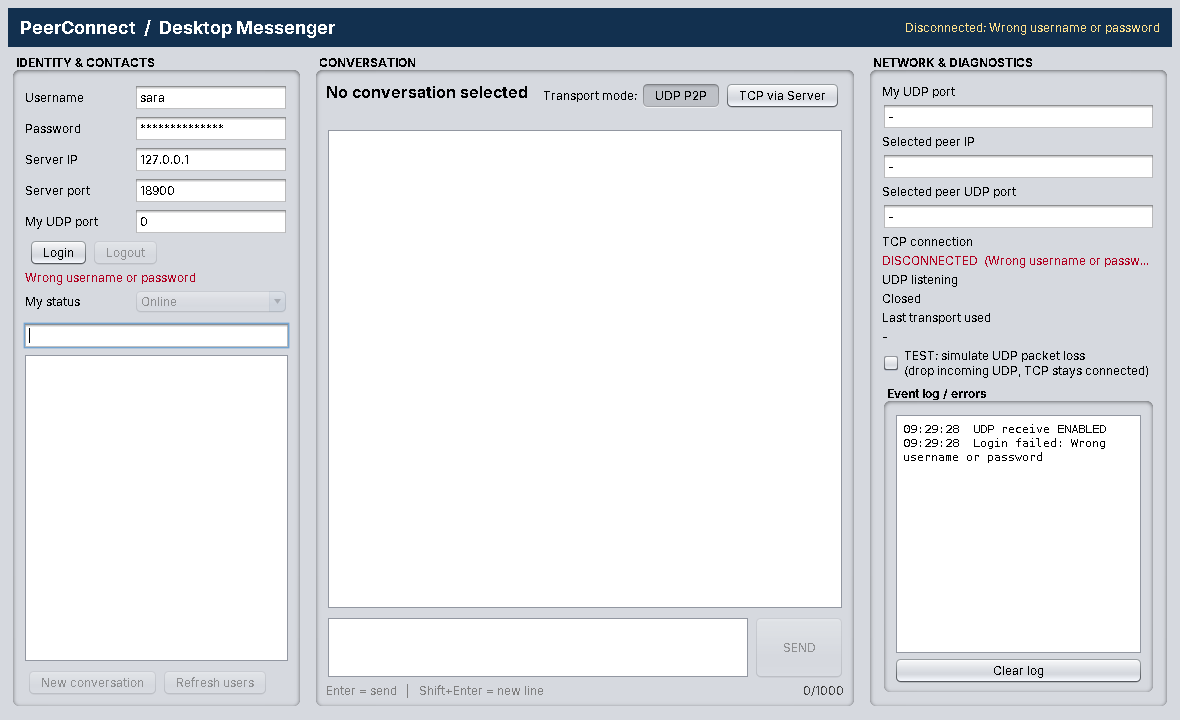 PeerConnect / Desktop Messenger
Disconnected: Wrong username or password
IDENTITY & CONTACTS
Username
sara
Password
**************
Server IP
127.0.0.1
Server port
18900
My UDP port
0
Login
Logout
Wrong username or password
My status
Online
New conversation
Refresh users
CONVERSATION
No conversation selected
Transport mode:
UDP P2P
TCP via Server
SEND
Enter = send | Shift+Enter = new line
0/1000
NETWORK & DIAGNOSTICS
My UDP port
-
Selected peer IP
-
Selected peer UDP port
-
TCP connection
DISCONNECTED (Wrong username or passw...
UDP listening
Closed
Last transport used
-
TEST: simulate UDP packet loss
(drop incoming UDP, TCP stays connected)
Event log / errors
09:29:28 UDP receive ENABLED
09:29:28 Login failed: Wrong
username or password
Clear log